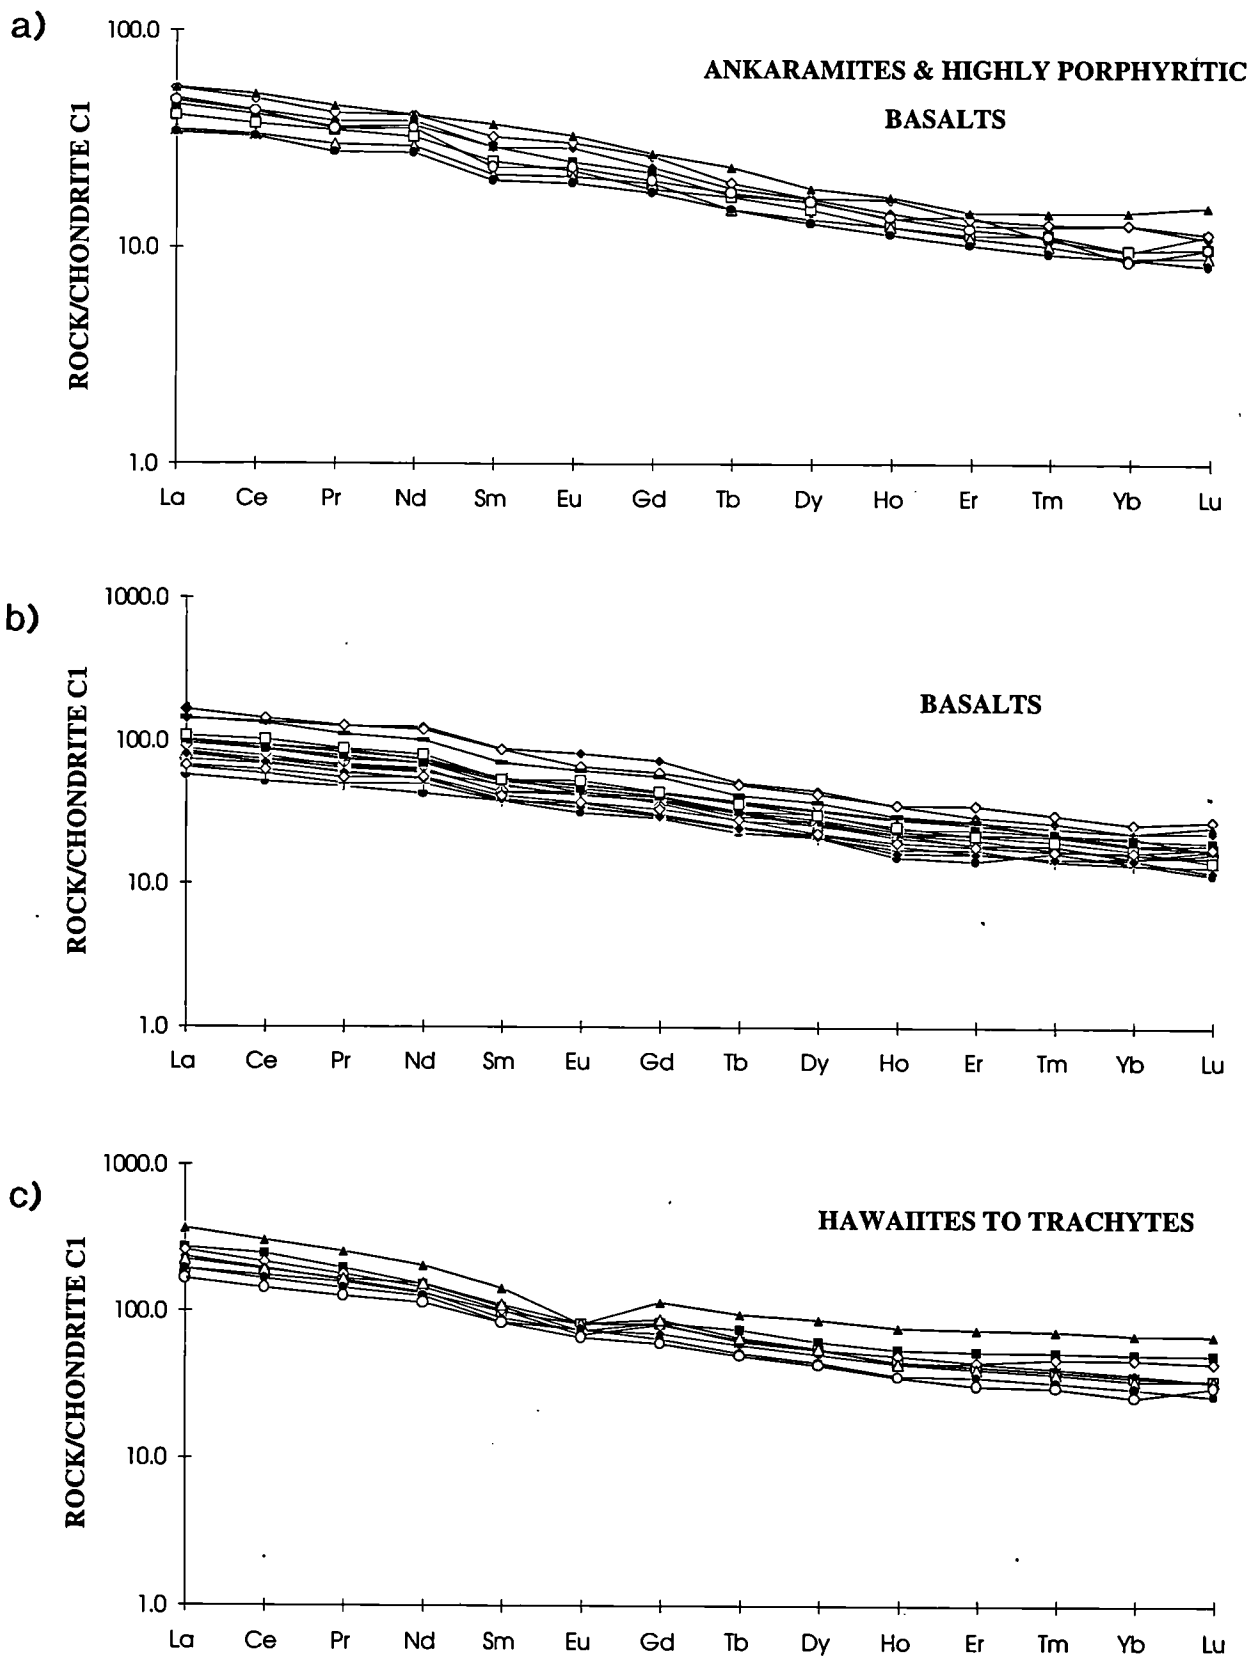 a)
100.0
ANKARAMITES & HIGHLY PORPHYRITIC
BASALTS
ROCK/CHONDRITE C1
10.0
1.0
La Ce Pr Nd Sm Eu Gd Tb Dy Ho Er Tm Yb Lu
b)
1000.0
BASALTS
ROCK/CHONDRITE C1
100.0
10.0
1.0
La Ce Pr Nd Sm Eu Gd Tb Dy Ho Er Tm Yb Lu
c)
1000.0
HAWAIITES TO TRACHYTES
ROCK/CHONDRITE C1
100.0
10.0
1.0
La Ce Pr Nd Sm Eu Gd Tb Dy Ho Er Tm Yb Lu